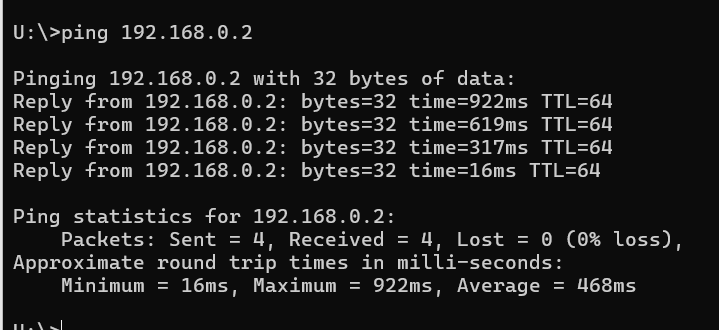 U:\>ping 192.168.0.2
Pinging 192.168.0.2 with 32 bytes of data:
Reply from 192.168.0.2: bytes=32 time=922ms TTL=64
Reply from 192.168.0.2: bytes=32 time=619ms TTL=64
Reply from 192.168.0.2: bytes=32 time=317ms TTL=64
Reply from 192.168.0.2: bytes=32 time=16ms TTL=64
Ping statistics for 192.168.0.2:
    Packets: Sent = 4, Received = 4, Lost = 0 (0% loss),
Approximate round trip times in milli-seconds:
    Minimum = 16ms, Maximum = 922ms, Average = 468ms
U:\>